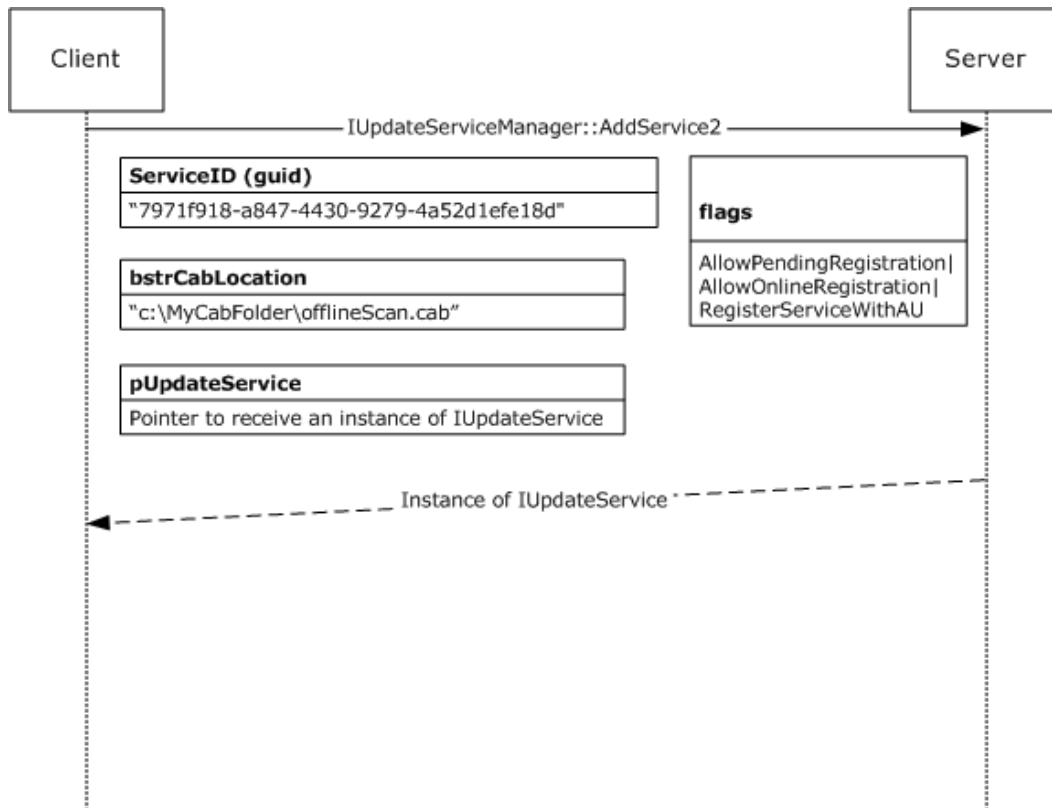 Client
Server
IUpdateServiceManager::AddService2
ServiceID (guid)
“7971f918-a847-4430-9279-4a52d1efe18d"
flags
AllowPendingRegistration|
AllowOnlineRegistration|
RegisterServiceWithAU
bstrCabLocation
“c:\MyCabFolder\offlineScan.cab”
pUpdateService
Pointer to receive an instance of IUpdateService
Instance of IUpdateService